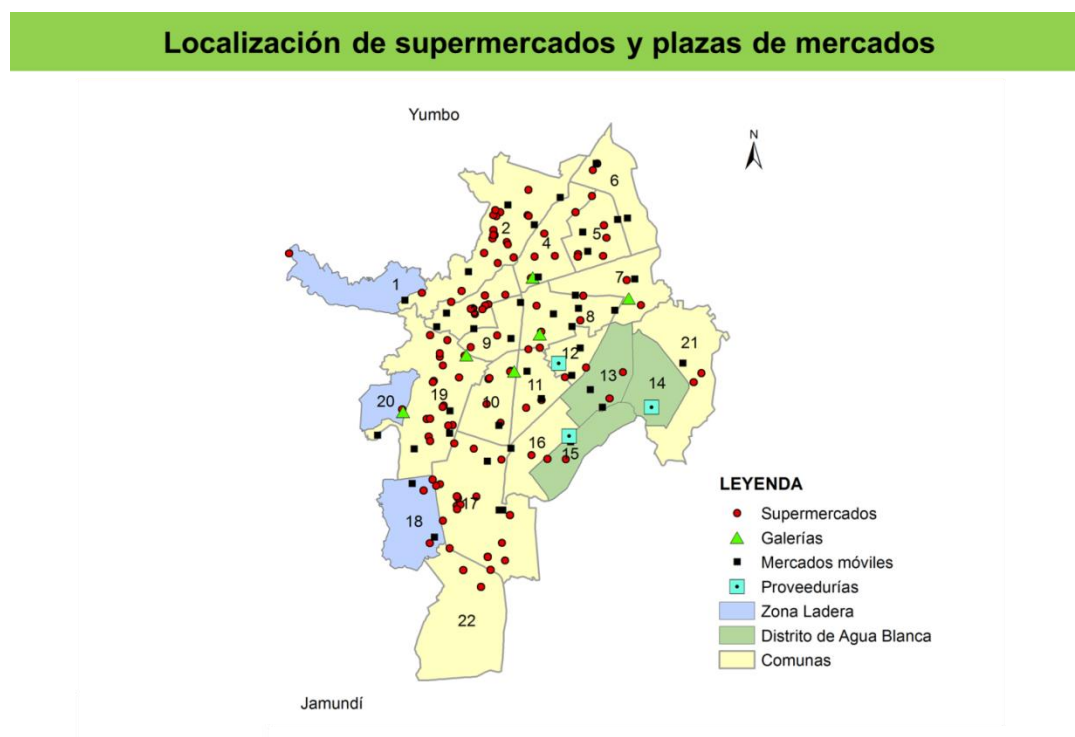 Localización de supermercados y plazas de mercados
Yumbo
N
6
2
4
5
1
7
8
9
12
21
13
14
20
19
10
11
16
15
17
18
22
LEYENDA
Supermercados
Galerías
Mercados móviles
Proveedurías
Zona Ladera
Distrito de Agua Blanca
Comunas
Jamundí